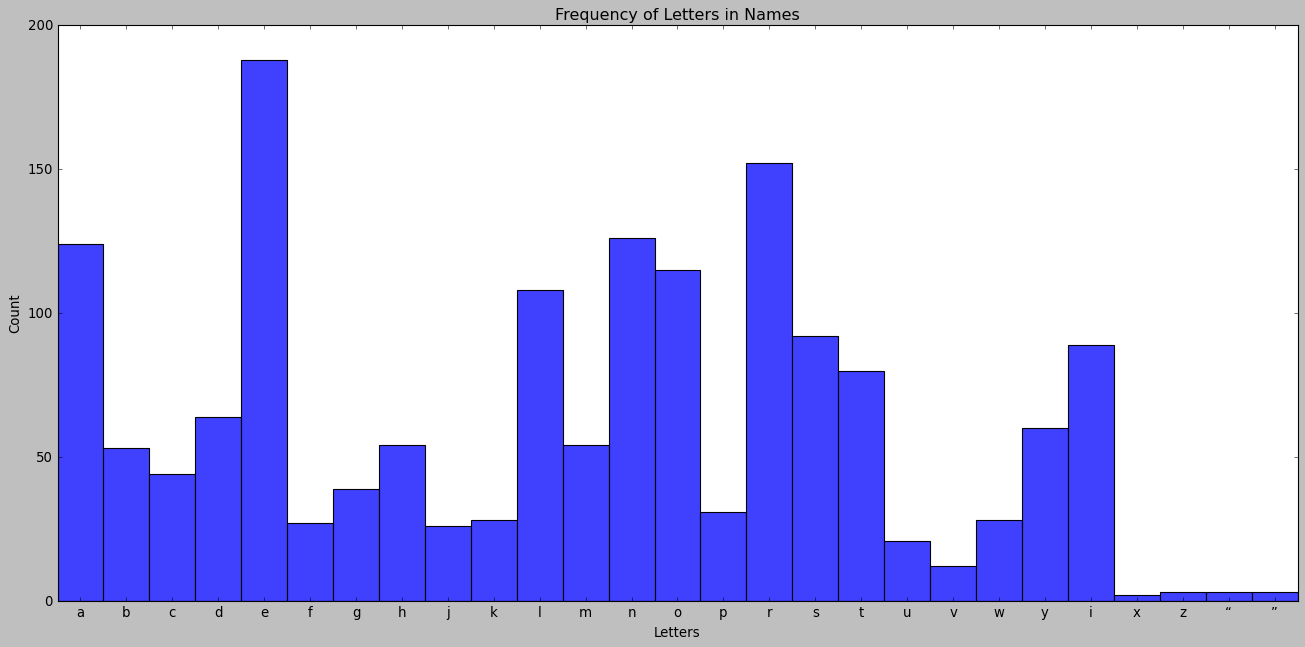 Frequency of Letters in Names
200
150
100
50
0
Count
a b c d e f g h j k l m n o p r s t u v w y i x z “ ”
Letters